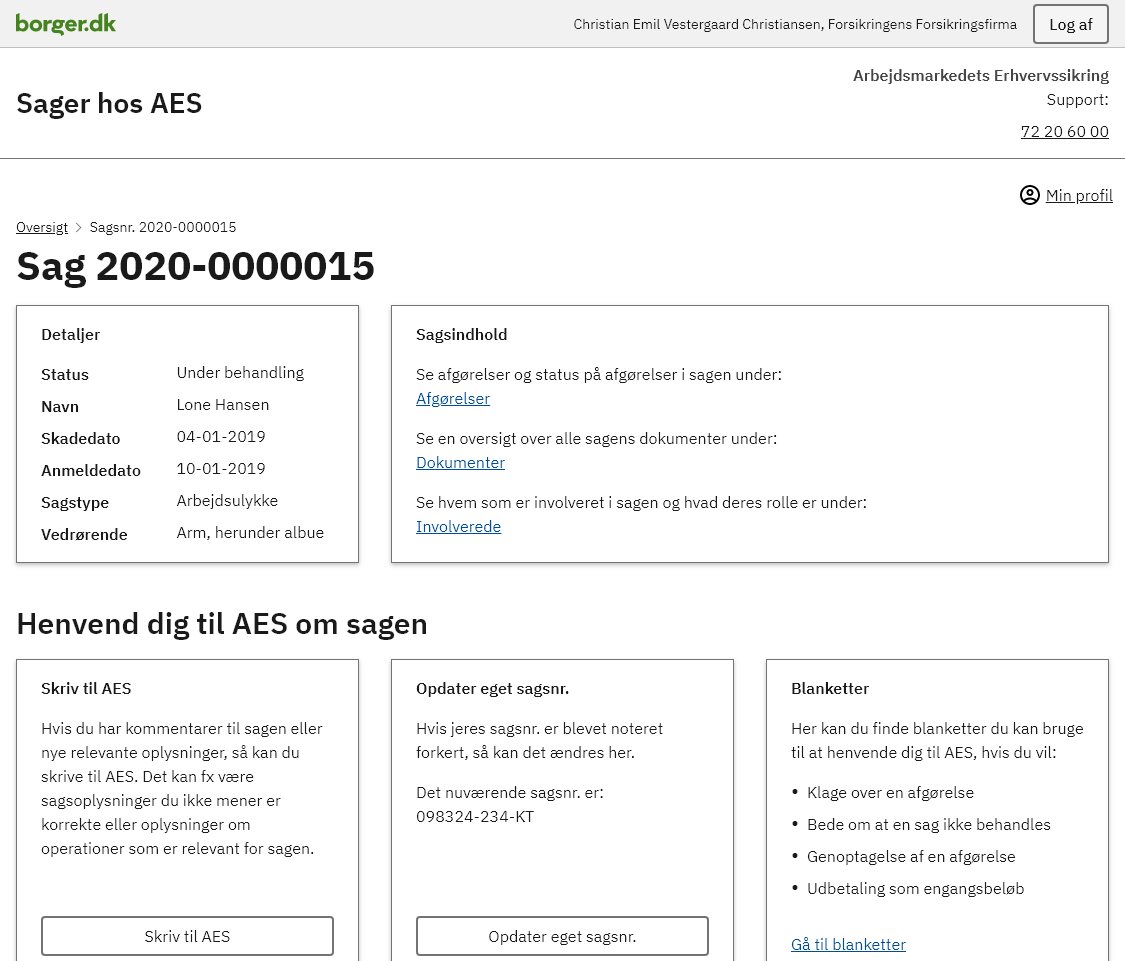 borger.dk
Christian Emil Vestergaard Christiansen, Forsikringens Forsikringsfirma
Log af
Sager hos AES
Arbejdsmarkedets Erhvervssikring
Support:
72 20 60 00
Min profil
Oversigt > Sagsnr. 2020-0000015
Sag 2020-0000015
Detaljer
Status Under behandling
Navn Lone Hansen
Skadedato 04-01-2019
Anmeldedato 10-01-2019
Sagstype Arbejdsulykke
Vedrørende Arm, herunder albue
Sagsindhold
Se afgørelser og status på afgørelser i sagen under:
Afgørelser
Se en oversigt over alle sagens dokumenter under:
Dokumenter
Se hvem som er involveret i sagen og hvad deres rolle er under:
Involverede
Henvend dig til AES om sagen
Skriv til AES
Hvis du har kommentarer til sagen eller
nye relevante oplysninger, så kan du
skrive til AES. Det kan fx være
sagsoplysninger du ikke mener er
korrekte eller oplysninger om
operationer som er relevant for sagen.
Skriv til AES
Opdater eget sagsnr.
Hvis jeres sagsnr. er blevet noteret
forkert, så kan det ændres her.
Det nuværende sagsnr. er:
098324-234-KT
Opdater eget sagsnr.
Blanketter
Her kan du finde blanketter du kan bruge
til at henvende dig til AES, hvis du vil:
• Klage over en afgørelse
• Bede om at en sag ikke behandles
• Genoptagelse af en afgørelse
• Udbetaling som engangsbeløb
Gå til blanketter